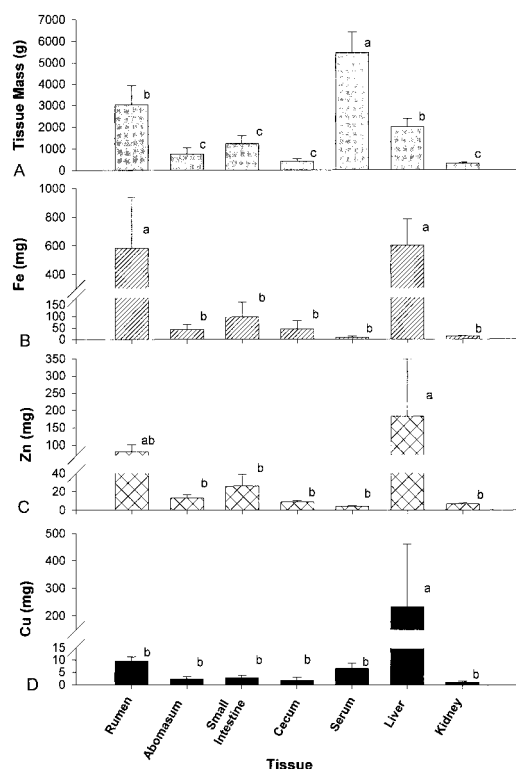 7000
6000
5000
4000
3000
2000
1000
0
Tissue Mass (g)
A
b
c
c
c
a
b
c
1000
800
600
400
150
100
50
0
Fe (mg)
B
a
b
b
b
b
a
b
350
300
250
200
150
100
40
20
0
Zn (mg)
C
ab
b
b
b
b
a
b
500
400
300
200
15
10
5
0
Cu (mg)
D
b
b
b
b
b
a
b
Rumen
Abomasum
Small
Intestine
Cecum
Serum
Liver
Kidney
Tissue